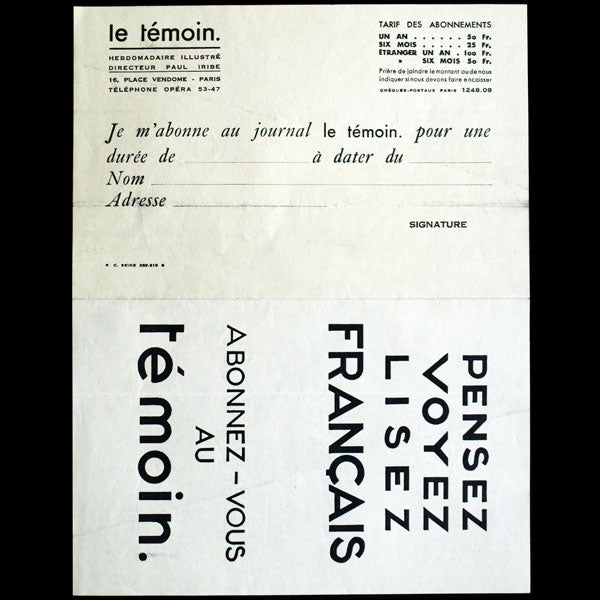 le témoin.
HEBDOMADAIRE ILLUSTRÉ
DIRECTEUR PAUL IRIBE
16, PLACE VENDOME - PARIS
TÉLÉPHONE OPÉRA 53-47
TARIF DES ABONNEMENTS
UN AN . . . . . . 50 Fr.
SIX MOIS . . . . . 25 Fr.
ÉTRANGER UN AN . 100 Fr.
» SIX MOIS 50 Fr.
Prière de joindre le montant ou de nous
indiquer si nous devons faire encaisser
CHÈQUES-POSTAUX PARIS 1248.08
Je m'abonne au journal le témoin. pour une
durée de à dater du
Nom
Adresse
SIGNATURE
R. C. SEINE 259.810 B
PENSEZ
VOYEZ
LISEZ
FRANÇAIS
ABONNEZ-VOUS
AU
témoin.